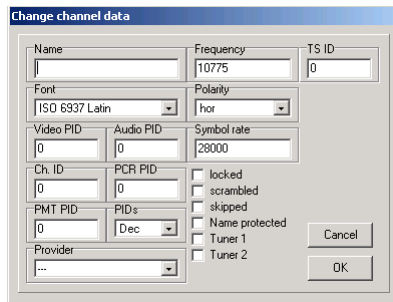 Change channel data
Name
Frequency
TS ID
10775
0
Font
Polarity
ISO 6937 Latin
hor
Video PID
Audio PID
Symbol rate
0
0
28000
Ch. ID
PCR PID
locked
0
0
scrambled
skipped
PMT PID
PIDs
Name protected
0
Dec
Tuner 1
Cancel
Provider
Tuner 2
---
OK